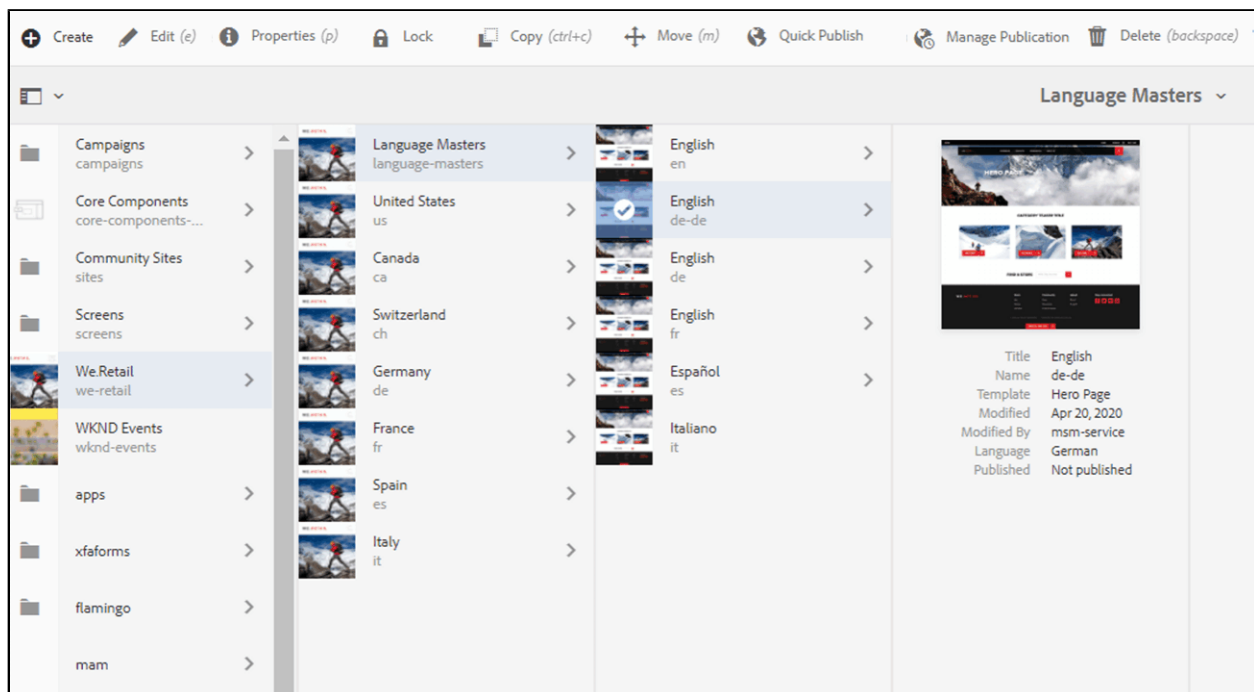 Create
Edit (e)
Properties (p)
Lock
Copy (ctrl+c)
Move (m)
Quick Publish
Manage Publication
Delete (backspace)
Language Masters
Campaigns
campaigns
Core Components
core-components-...
Community Sites
sites
Screens
screens
We.Retail
we-retail
WKND Events
wknd-events
apps
xfaforms
flamingo
mam
Language Masters
language-masters
United States
us
Canada
ca
Switzerland
ch
Germany
de
France
fr
Spain
es
Italy
it
English
en
English
de-de
English
de
English
fr
Español
es
Italiano
it
HERO PAGE
Title English
Name de-de
Template Hero Page
Modified Apr 20, 2020
Modified By msm-service
Language German
Published Not published